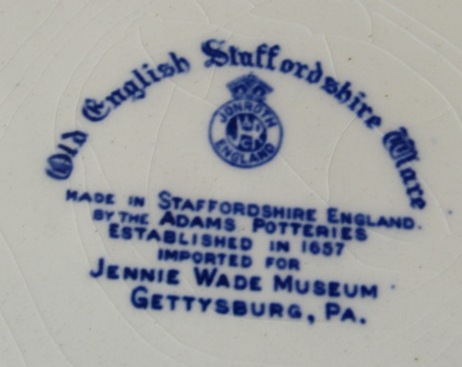 Old English Staffordshire Ware
JONROTH
ENGLAND
MADE IN STAFFORDSHIRE ENGLAND.
BY THE ADAMS POTTERIES
ESTABLISHED IN 1657
IMPORTED FOR
JENNIE WADE MUSEUM
GETTYSBURG, PA.